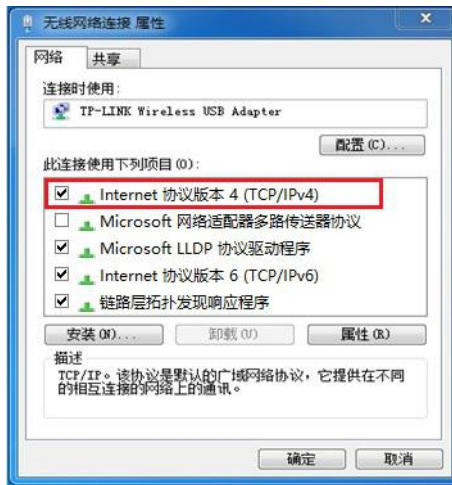 无线网络连接 属性
网络 共享
连接时使用:
TP-LINK Wireless USB Adapter
配置(C)...
此连接使用下列项目(O):
Internet 协议版本 4 (TCP/IPv4)
Microsoft 网络适配器多路传送器协议
Microsoft LLDP 协议驱动程序
Internet 协议版本 6 (TCP/IPv6)
链路层拓扑发现响应程序
安装(N)... 卸载(U) 属性(R)
描述
TCP/IP。该协议是默认的广域网络协议，它提供在不同
的相互连接的网络上的通讯。
确定 取消